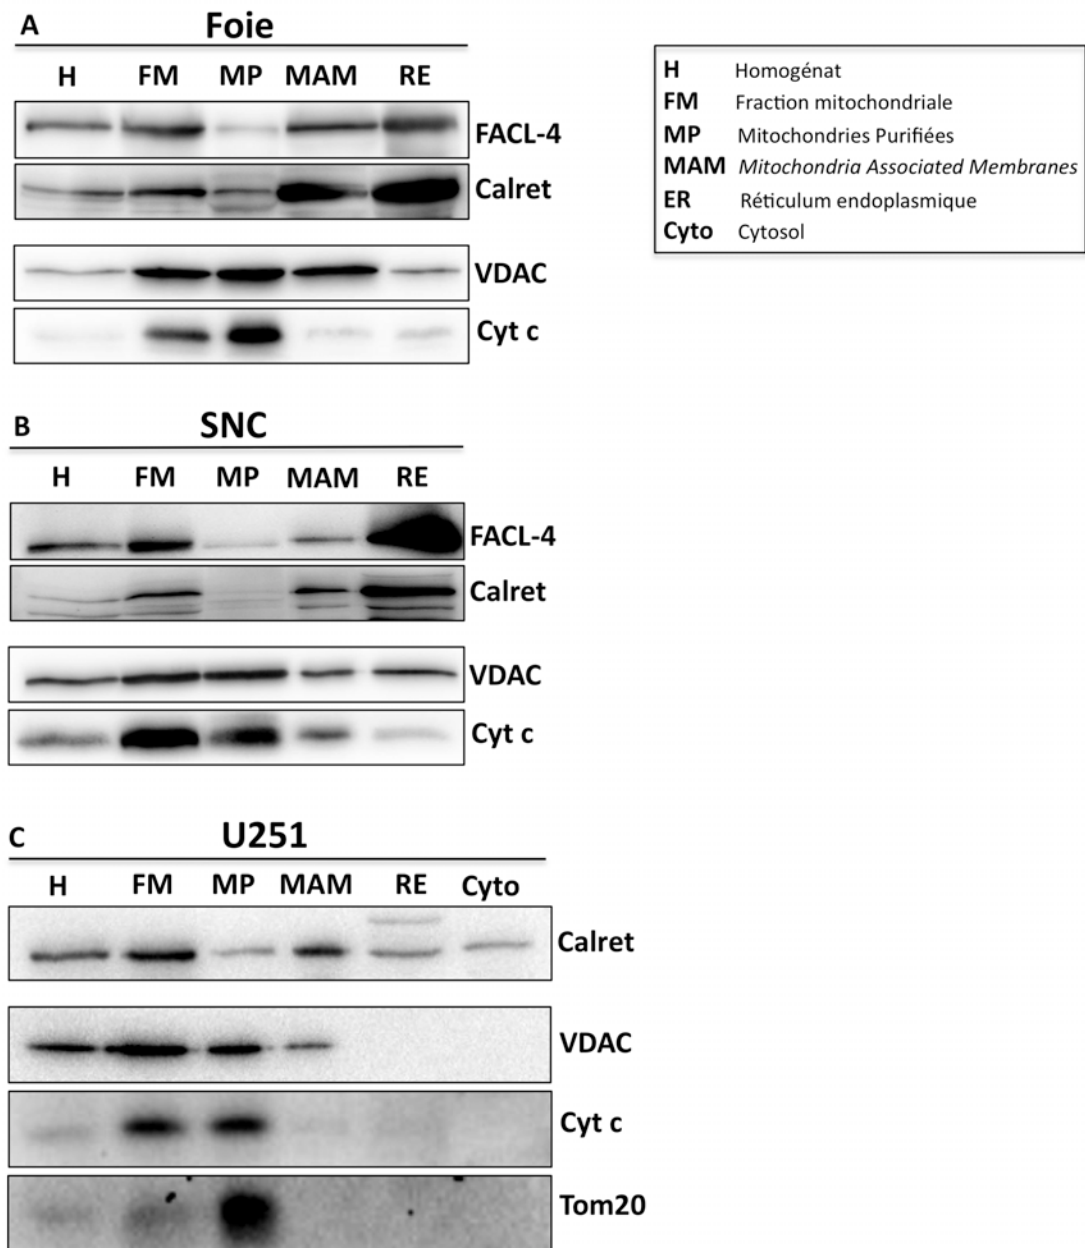 A Foie
H FM MP MAM RE
FACL-4
Calret
VDAC
Cyt c
H Homogénat
FM Fraction mitochondriale
MP Mitochondries Purifiées
MAM Mitochondria Associated Membranes
ER Réticulum endoplasmique
Cyto Cytosol
B SNC
H FM MP MAM RE
FACL-4
Calret
VDAC
Cyt c
C U251
H FM MP MAM RE Cyto
Calret
VDAC
Cyt c
Tom20